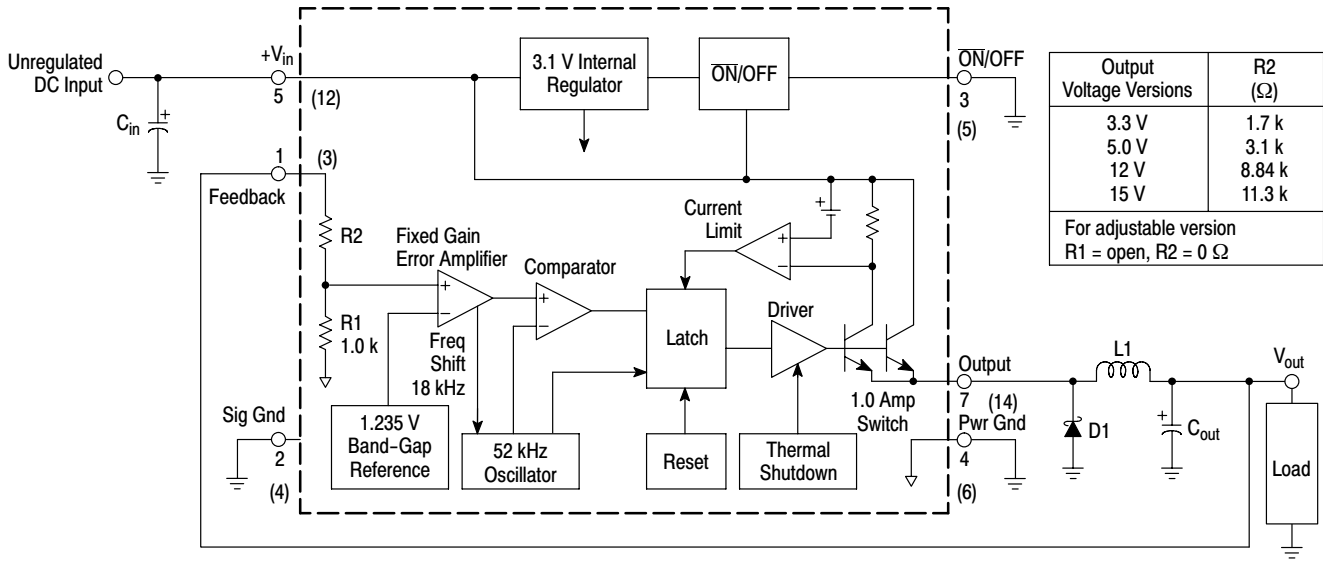 Unregulated
DC Input
+Vin
5
(12)
Cin
+
3.1 V Internal
Regulator
ON/OFF
ON/OFF
3
(5)
Output
Voltage Versions
R2
(Ω)
3.3 V
1.7 k
5.0 V
3.1 k
12 V
8.84 k
15 V
11.3 k
For adjustable version
R1 = open, R2 = 0 Ω
1
(3)
Feedback
R2
R1
1.0 k
Fixed Gain
Error Amplifier
+
−
Comparator
+
−
Current
Limit
+
−
+
Freq
Shift
18 kHz
Latch
Driver
1.0 Amp
Switch
Output
7
(14)
Pwr Gnd
4
(6)
L1
D1
+
Cout
Vout
Load
Sig Gnd
2
(4)
1.235 V
Band−Gap
Reference
52 kHz
Oscillator
Reset
Thermal
Shutdown